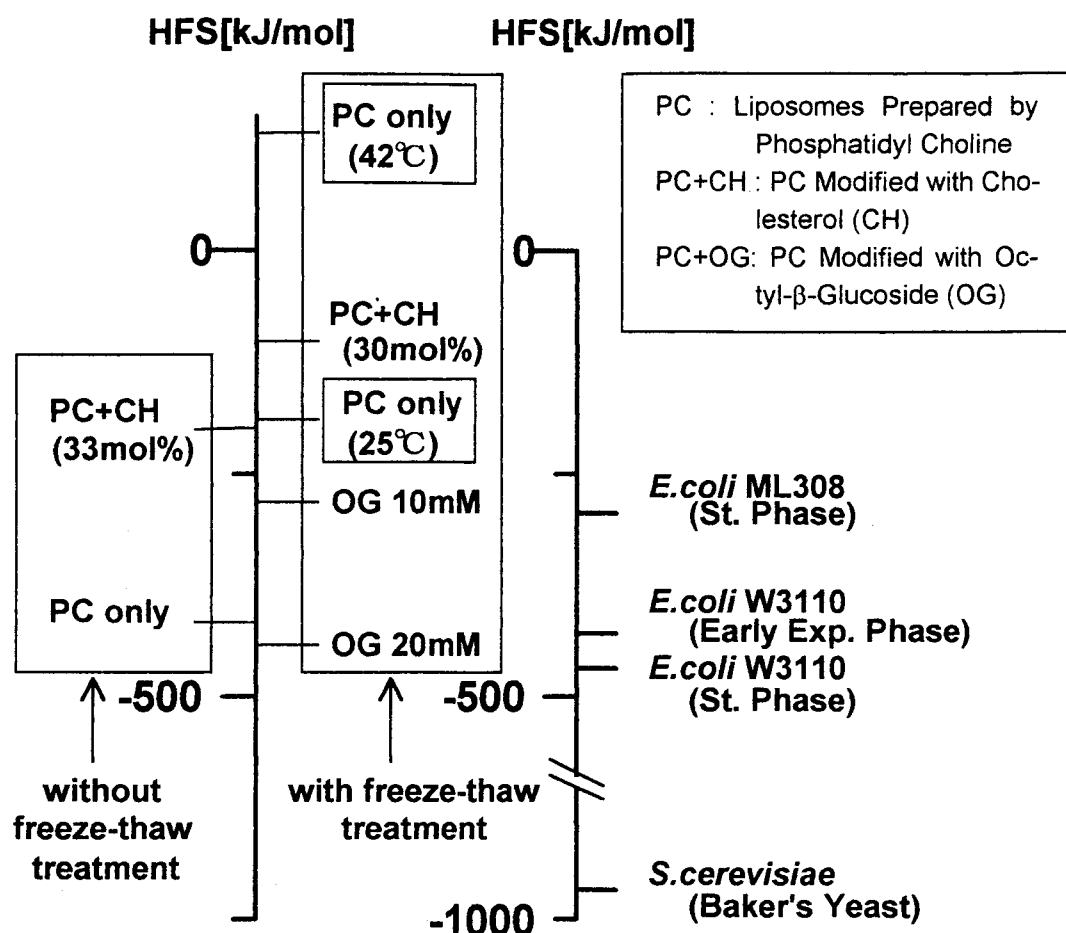 HFS[kJ/mol]
HFS[kJ/mol]
PC only
(42℃)
0
PC+CH
(30mol%)
PC only
(25℃)
OG 10mM
OG 20mM
PC+CH
(33mol%)
PC only
-500
without
freeze-thaw
treatment
with freeze-thaw
treatment
0
-500
-1000
E.coli ML308
(St. Phase)
E.coli W3110
(Early Exp. Phase)
E.coli W3110
(St. Phase)
S.cerevisiae
(Baker's Yeast)
PC : Liposomes Prepared by
Phosphatidyl Choline
PC+CH : PC Modified with Cho-
lesterol (CH)
PC+OG: PC Modified with Oc-
tyl-β-Glucoside (OG)